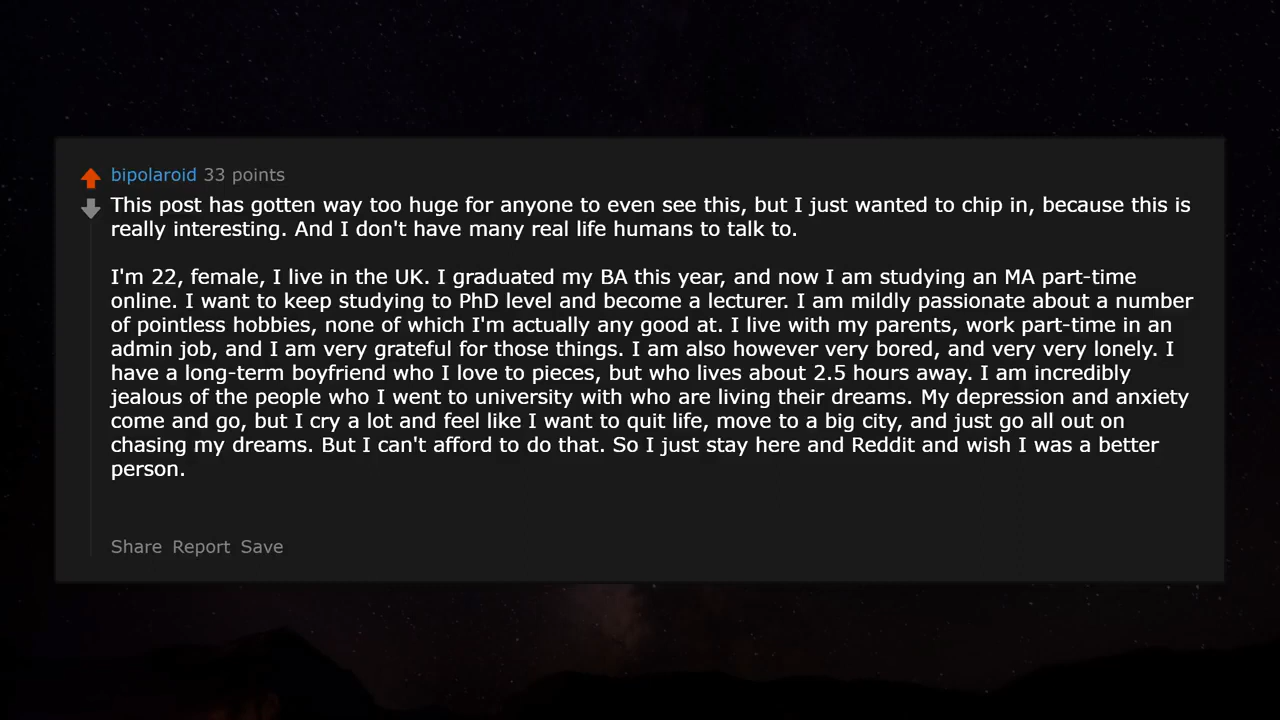 bipolaroid 33 points
This post has gotten way too huge for anyone to even see this, but I just wanted to chip in, because this is
really interesting. And I don't have many real life humans to talk to.
I'm 22, female, I live in the UK. I graduated my BA this year, and now I am studying an MA part-time
online. I want to keep studying to PhD level and become a lecturer. I am mildly passionate about a number
of pointless hobbies, none of which I'm actually any good at. I live with my parents, work part-time in an
admin job, and I am very grateful for those things. I am also however very bored, and very very lonely. I
have a long-term boyfriend who I love to pieces, but who lives about 2.5 hours away. I am incredibly
jealous of the people who I went to university with who are living their dreams. My depression and anxiety
come and go, but I cry a lot and feel like I want to quit life, move to a big city, and just go all out on
chasing my dreams. But I can't afford to do that. So I just stay here and Reddit and wish I was a better
person.
Share Report Save